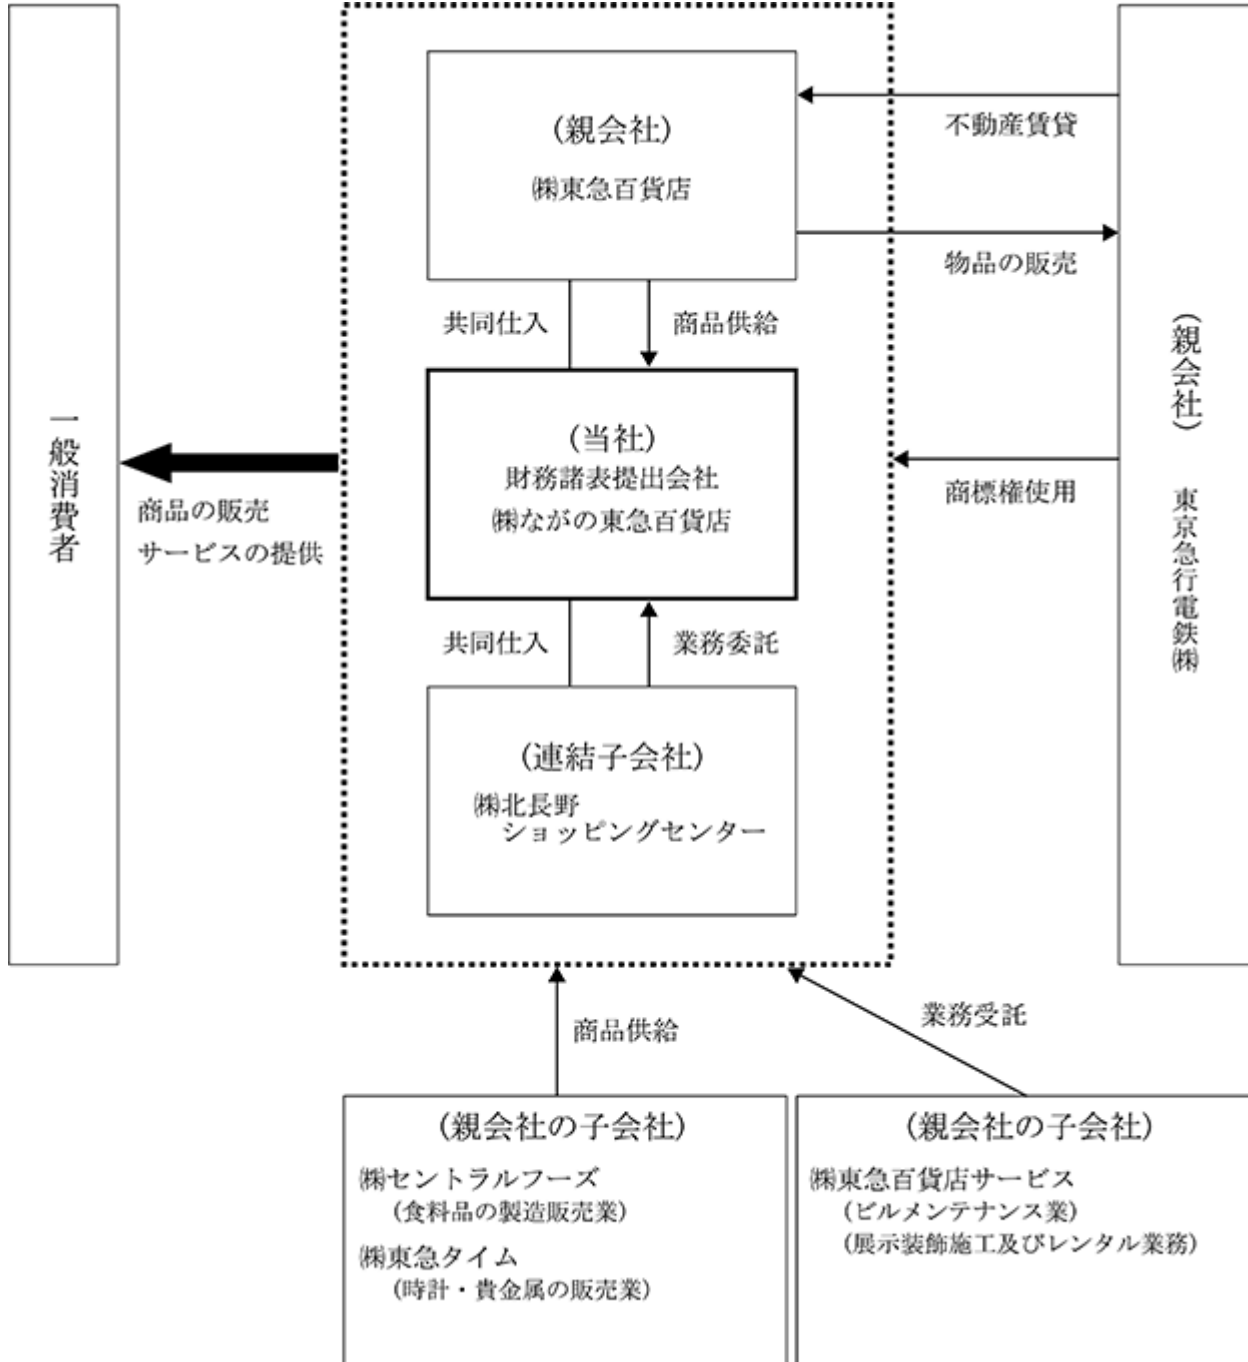 一般消費者
商品の販売
サービスの提供
(親会社)
㈱東急百貨店
共同仕入
商品供給
(当社)
財務諸表提出会社
㈱ながの東急百貨店
共同仕入
業務委託
(連結子会社)
㈱北長野
ショッピングセンター
不動産賃貸
物品の販売
商標権使用
(親会社) 東京急行電鉄㈱
商品供給
業務受託
(親会社の子会社)
㈱セントラルフーズ
(食料品の製造販売業)
㈱東急タイム
(時計・貴金属の販売業)
(親会社の子会社)
㈱東急百貨店サービス
(ビルメンテナンス業)
(展示装飾施工及びレンタル業務)